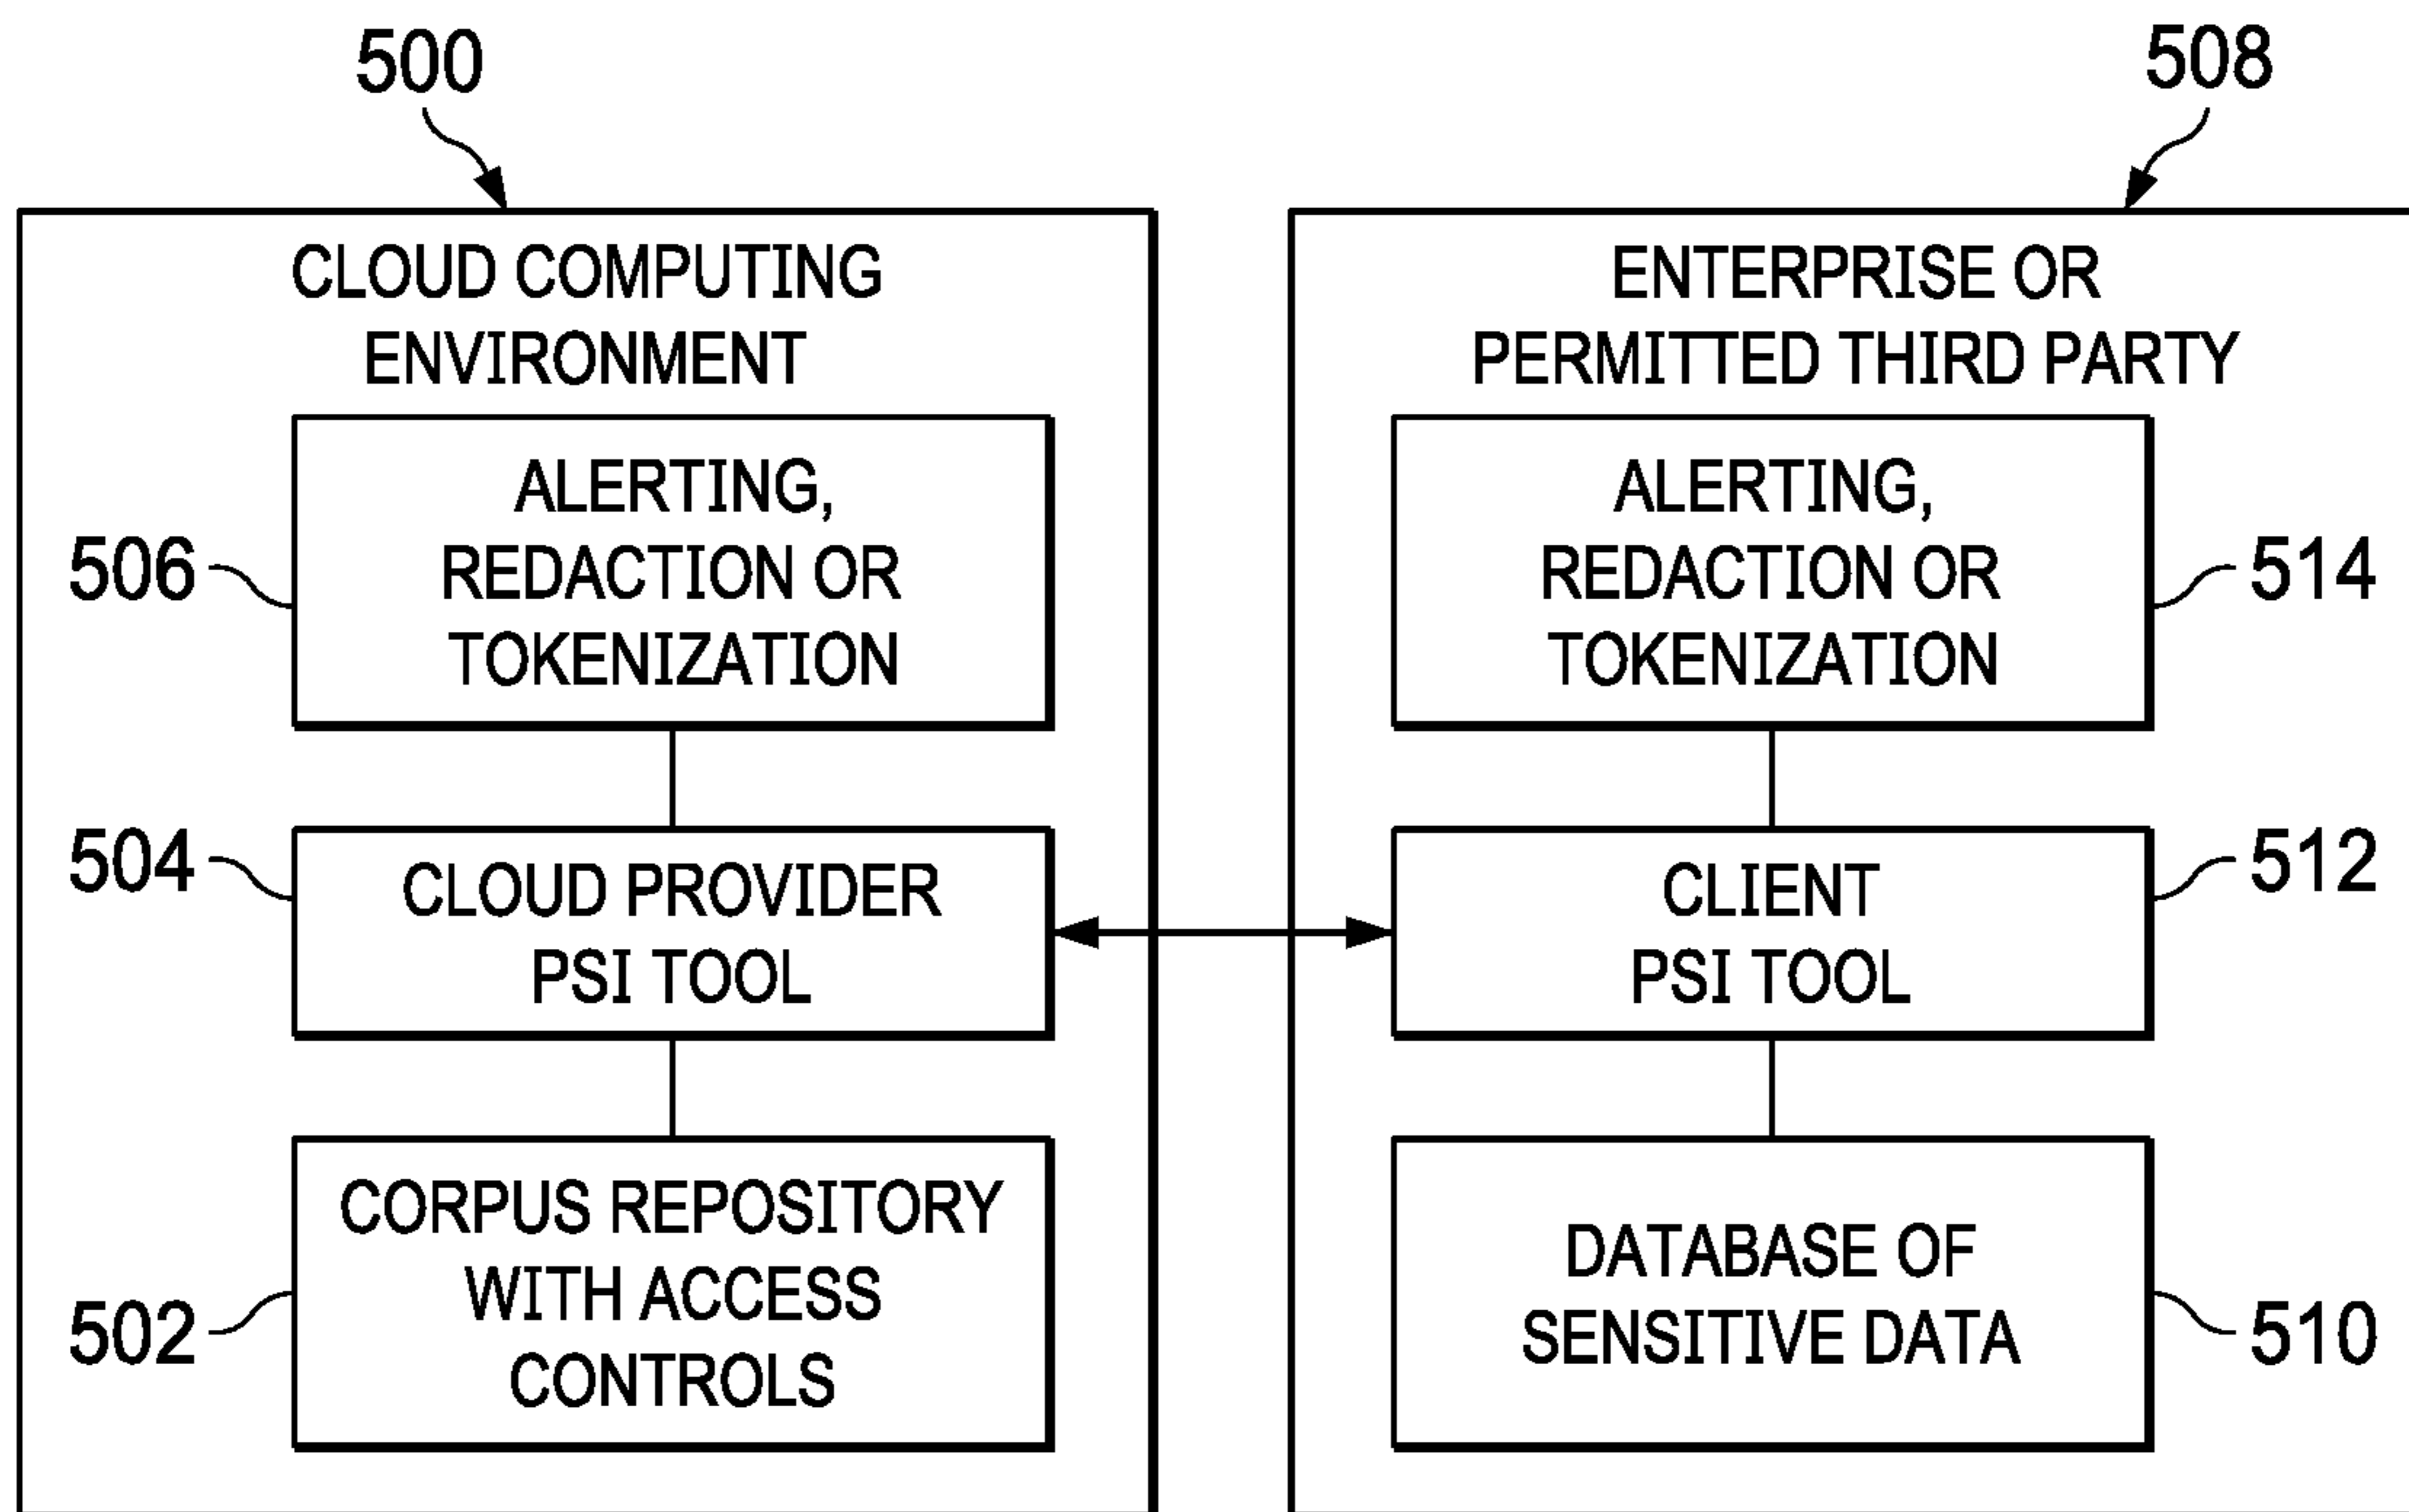 500
508
CLOUD COMPUTING
ENVIRONMENT
506
ALERTING,
REDACTION OR
TOKENIZATION
504
CLOUD PROVIDER
PSI TOOL
502
CORPUS REPOSITORY
WITH ACCESS
CONTROLS
ENTERPRISE OR
PERMITTED THIRD PARTY
ALERTING,
REDACTION OR
TOKENIZATION
514
CLIENT
PSI TOOL
512
DATABASE OF
SENSITIVE DATA
510